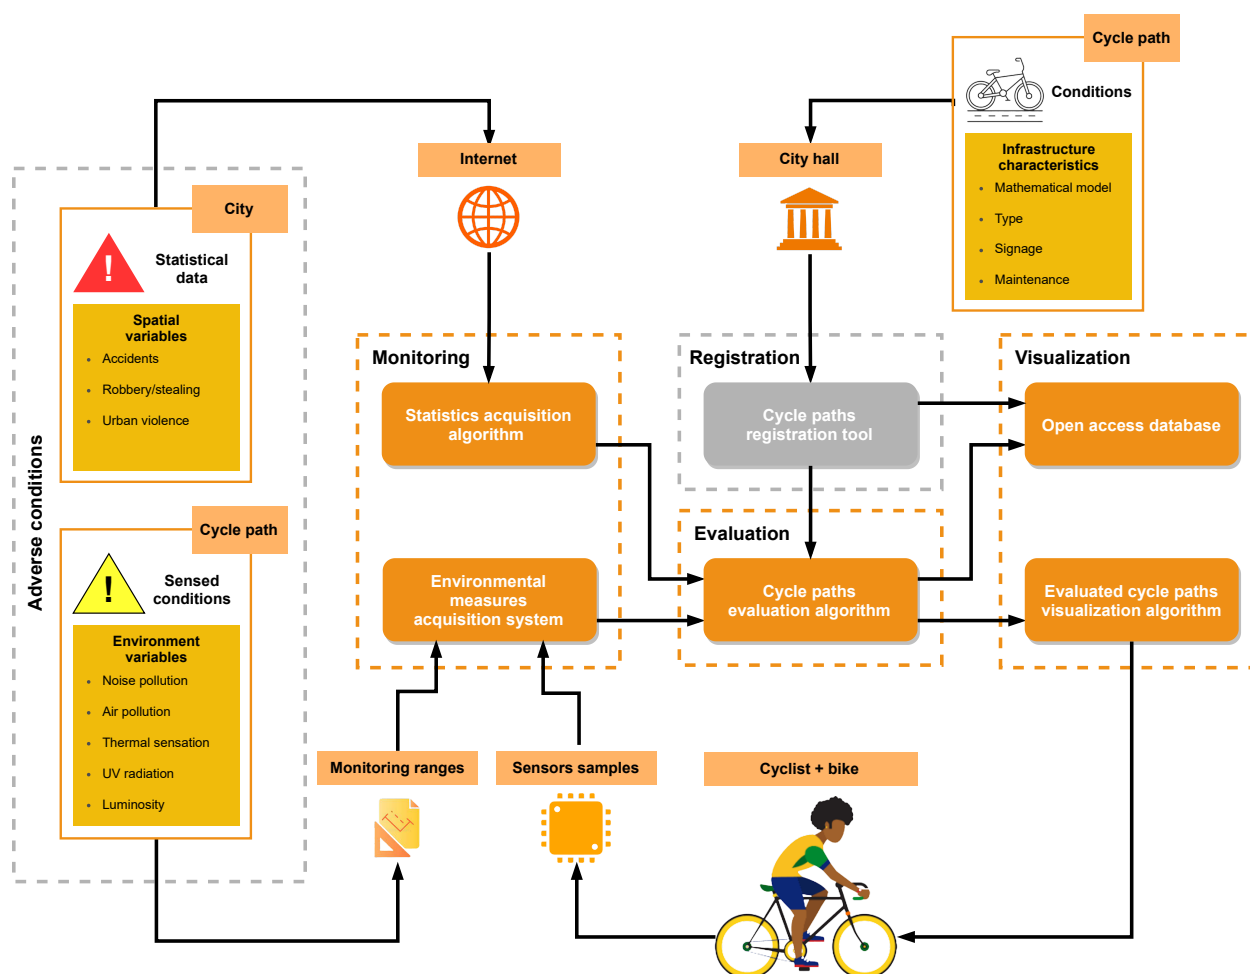 Cycle path
Conditions
Infrastructure
characteristics
Mathematical model
Type
Signage
Maintenance
Internet
City hall
Adverse conditions
City
!
Statistical
data
Spatial
variables
Accidents
Robbery/stealing
Urban violence
Cycle path
!
Sensed
conditions
Environment
variables
Noise pollution
Air pollution
Thermal sensation
UV radiation
Luminosity
Monitoring
Statistics acquisition
algorithm
Environmental
measures
acquisition system
Registration
Cycle paths
registration tool
Evaluation
Cycle paths
evaluation algorithm
Visualization
Open access database
Evaluated cycle paths
visualization algorithm
Monitoring ranges
Sensors samples
Cyclist + bike